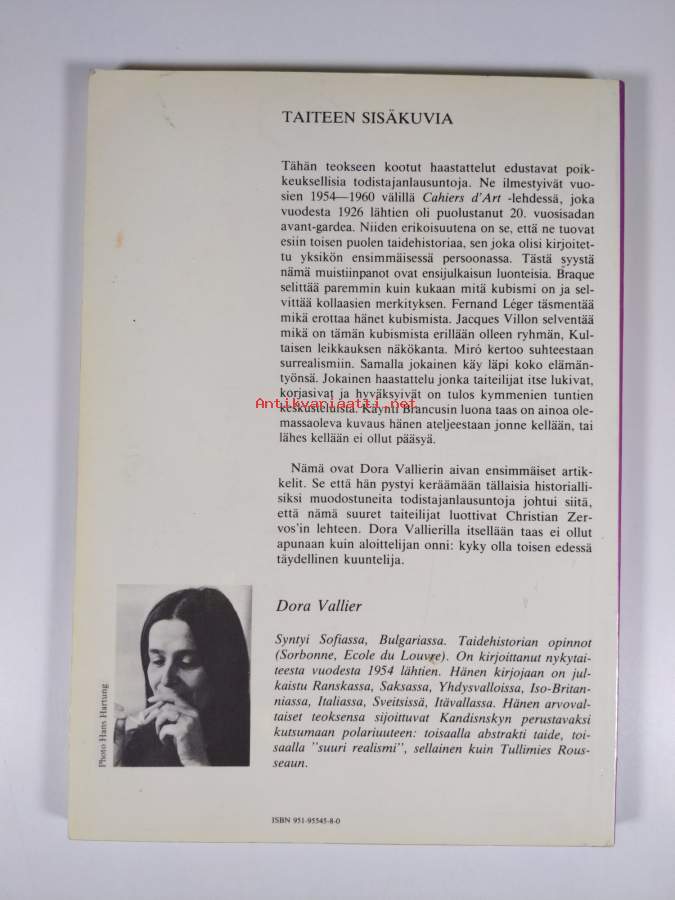 TAITEEN SISÄKUVIA
Tähän teokseen kootut haastattelut edustavat poik-
keuksellisia todistajanlausuntoja. Ne ilmestyivät vuo-
sien 1954—1960 välillä Cahiers d'Art -lehdessä, joka
vuodesta 1926 lähtien oli puolustanut 20. vuosisadan
avant-gardea. Niiden erikoisuutena on se, että ne tuovat
esiin toisen puolen taidehistoriaa, sen joka olisi kirjoitet-
tu yksikön ensimmäisessä persoonassa. Tästä syystä
nämä muistiinpanot ovat ensijulkaisun luonteisia. Braque
selittää paremmin kuin kukaan mitä kubismi on ja sel-
vittää kollaasien merkityksen. Fernand Léger täsmentää
mikä erottaa hänet kubismista. Jacques Villon selventää
mikä on tämän kubismista erillään olleen ryhmän, Kul-
taisen leikkauksen näkökanta. Miró kertoo suhteestaan
surrealismiin. Samalla jokainen käy läpi koko elämän-
työnsä. Jokainen haastattelu jonka taiteilijat itse lukivat,
korjasivat ja hyväksyivät on tulos kymmenien tuntien
Antikvariaatti.net
keskusteluista. Käynti Brancusin luona taas on ainoa ole-
massaoleva kuvaus hänen ateljeestaan jonne kellään, tai
lähes kellään ei ollut pääsyä.
Nämä ovat Dora Vallierin aivan ensimmäiset artik-
kelit. Se että hän pystyi keräämään tällaisia historialli-
siksi muodostuneita todistajanlausuntoja johtui siitä,
että nämä suuret taiteilijat luottivat Christian Zer-
vos'in lehteen. Dora Vallierilla itsellään taas ei ollut
apunaan kuin aloittelijan onni: kyky olla toisen edessä
täydellinen kuuntelija.
Dora Vallier
Syntyi Sofiassa, Bulgariassa. Taidehistorian opinnot
(Sorbonne, Ecole du Louvre). On kirjoittanut nykytai-
teesta vuodesta 1954 lähtien. Hänen kirjojaan on jul-
kaistu Ranskassa, Saksassa, Yhdysvalloissa, Iso-Britan-
niassa, Italiassa, Sveitsissä, Itävallassa. Hänen arvoval-
taiset teoksensa sijoittuvat Kandisnskyn perustavaksi
kutsumaan polariuuteen: toisaalla abstrakti taide, toi-
saalla "suuri realismi", sellainen kuin Tullimies Rous-
seaun.
Photo Hans Hartung
ISBN 951-95545-8-0